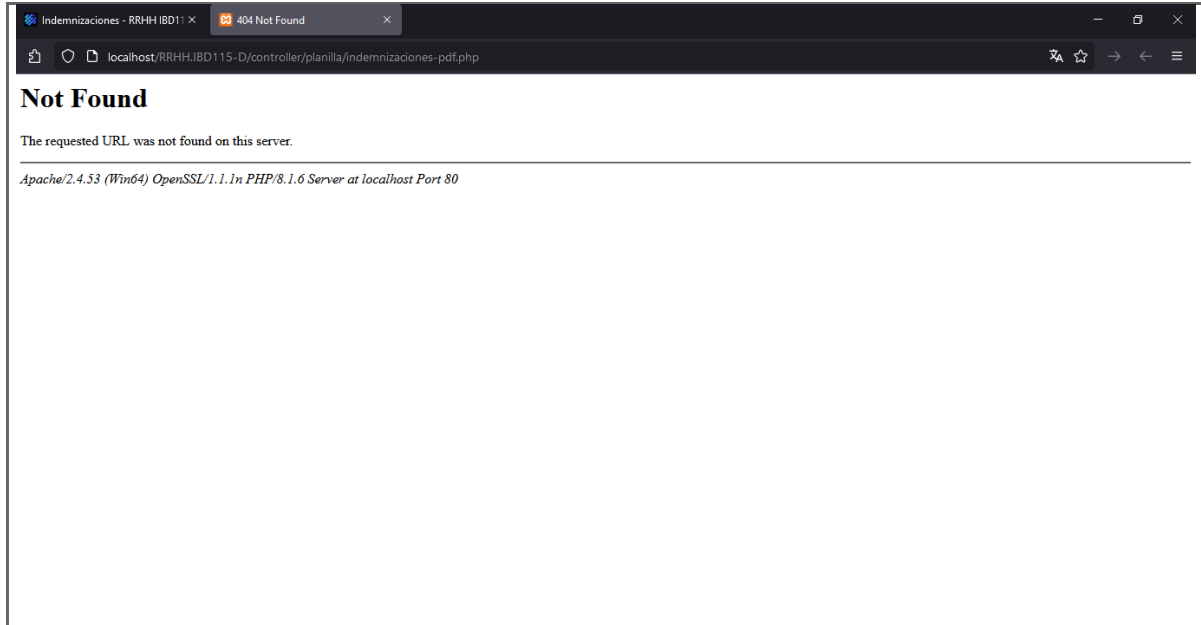 Indemnizaciones - RRHH IBD11
404 Not Found
localhost/RRHH.IBD115-D/controller/planilla/indemnizaciones-pdf.php
Not Found
The requested URL was not found on this server.
Apache/2.4.53 (Win64) OpenSSL/1.1.1n PHP/8.1.6 Server at localhost Port 80